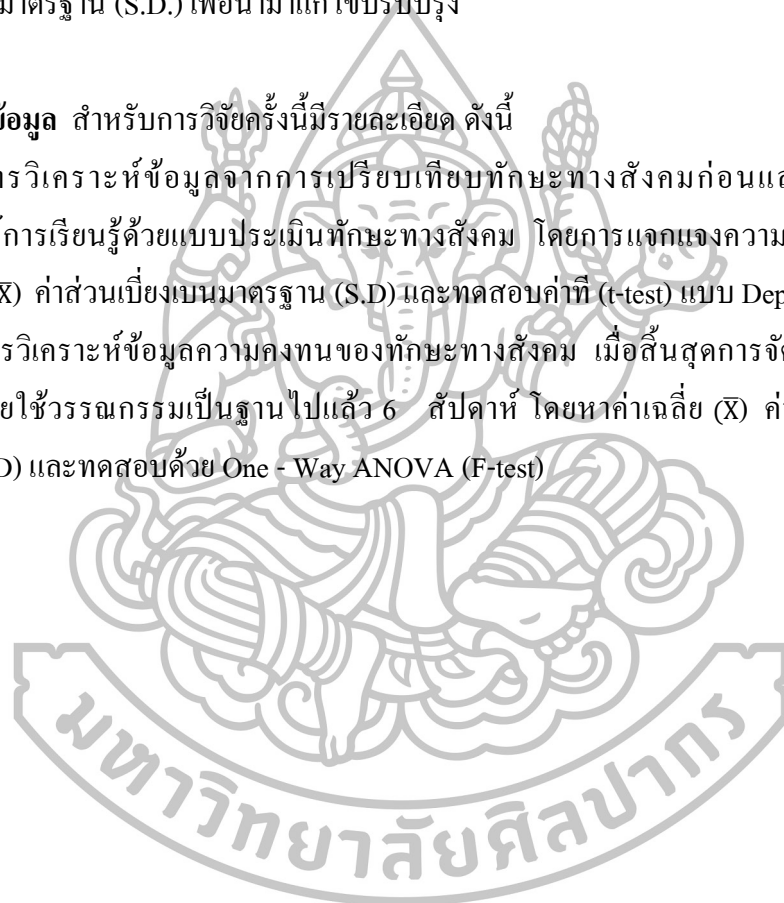 มาตรฐาน (S.D.) เพื่อนำมาแก้ไขปรับปรุง
ข้อมูล สำหรับการวิจัยครั้งนี้มีรายละเอียด ดังนี้
วิเคราะห์ข้อมูลจากการเปรียบเทียบทักษะทางสังคมก่อนและ
การเรียนรู้ด้วยแบบประเมินทักษะทางสังคม โดยการแจกแจงความ
X̅) ค่าส่วนเบี่ยงเบนมาตรฐาน (S.D) และทดสอบค่าที (t-test) แบบ Dep
รวิเคราะห์ข้อมูลความคงทนของทักษะทางสังคม เมื่อสิ้นสุดการจัด
ยใช้วรรณกรรมเป็นฐานไปแล้ว 6 สัปดาห์ โดยหาค่าเฉลี่ย (X̅) ค่
D) และทดสอบด้วย One - Way ANOVA (F-test)
มหาวิทยาลัยศิลปากร